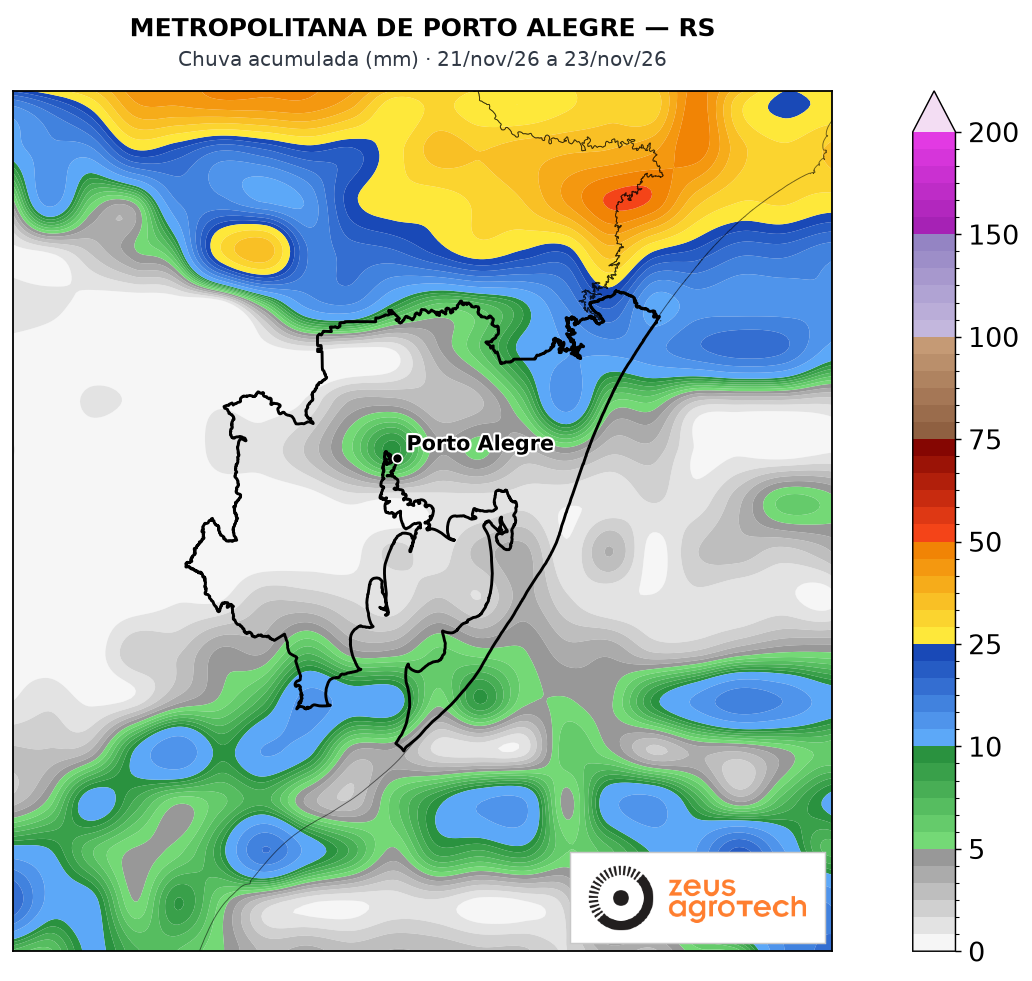 METROPOLITANA DE PORTO ALEGRE — RS
Chuva acumulada (mm) · 21/nov/26 a 23/nov/26
200
150
100
75
50
25
10
5
0
Porto Alegre
zeus
agrotech